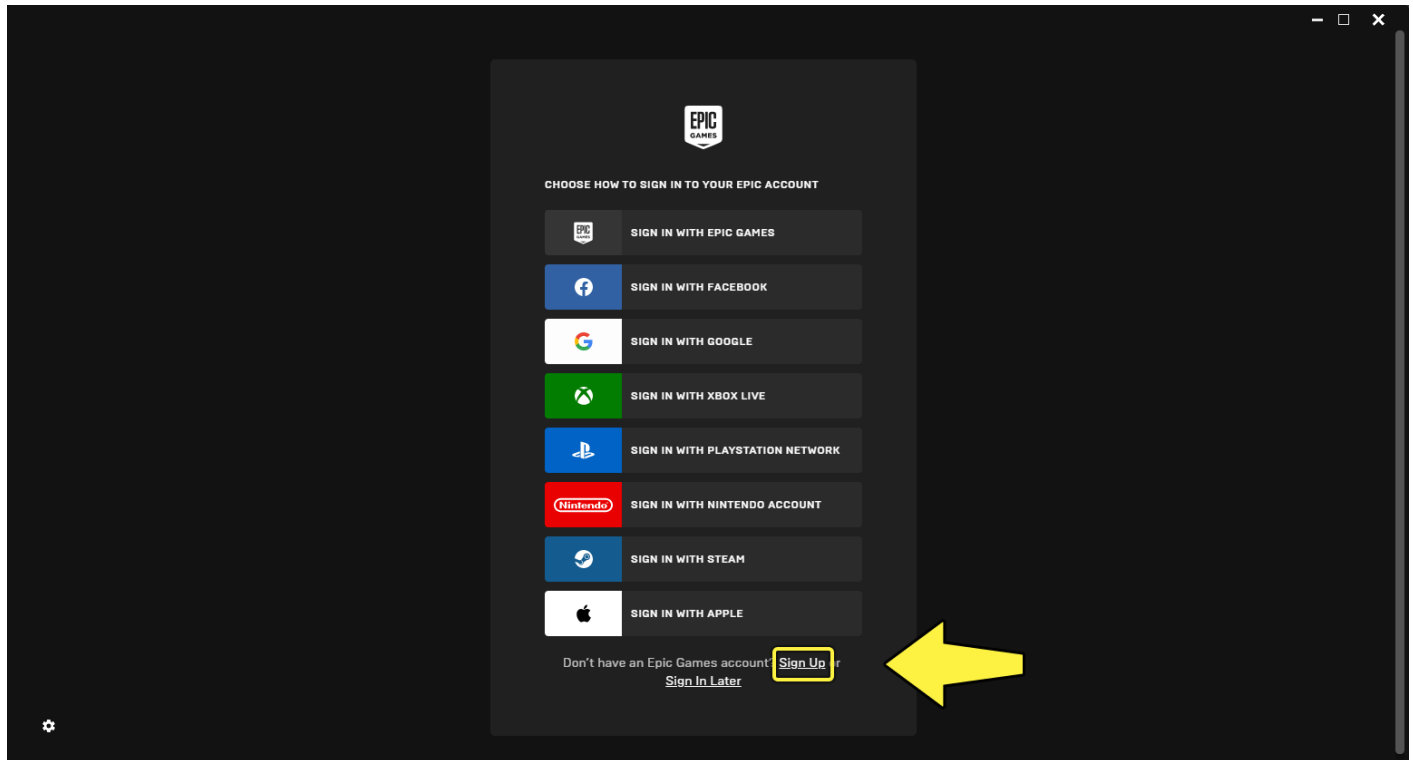 EPIC
GAMES
CHOOSE HOW TO SIGN IN TO YOUR EPIC ACCOUNT
EPIC
GAMES
SIGN IN WITH EPIC GAMES
SIGN IN WITH FACEBOOK
SIGN IN WITH GOOGLE
SIGN IN WITH XBOX LIVE
SIGN IN WITH PLAYSTATION NETWORK
Nintendo
SIGN IN WITH NINTENDO ACCOUNT
SIGN IN WITH STEAM
SIGN IN WITH APPLE
Don't have an Epic Games account? Sign Up or
Sign In Later